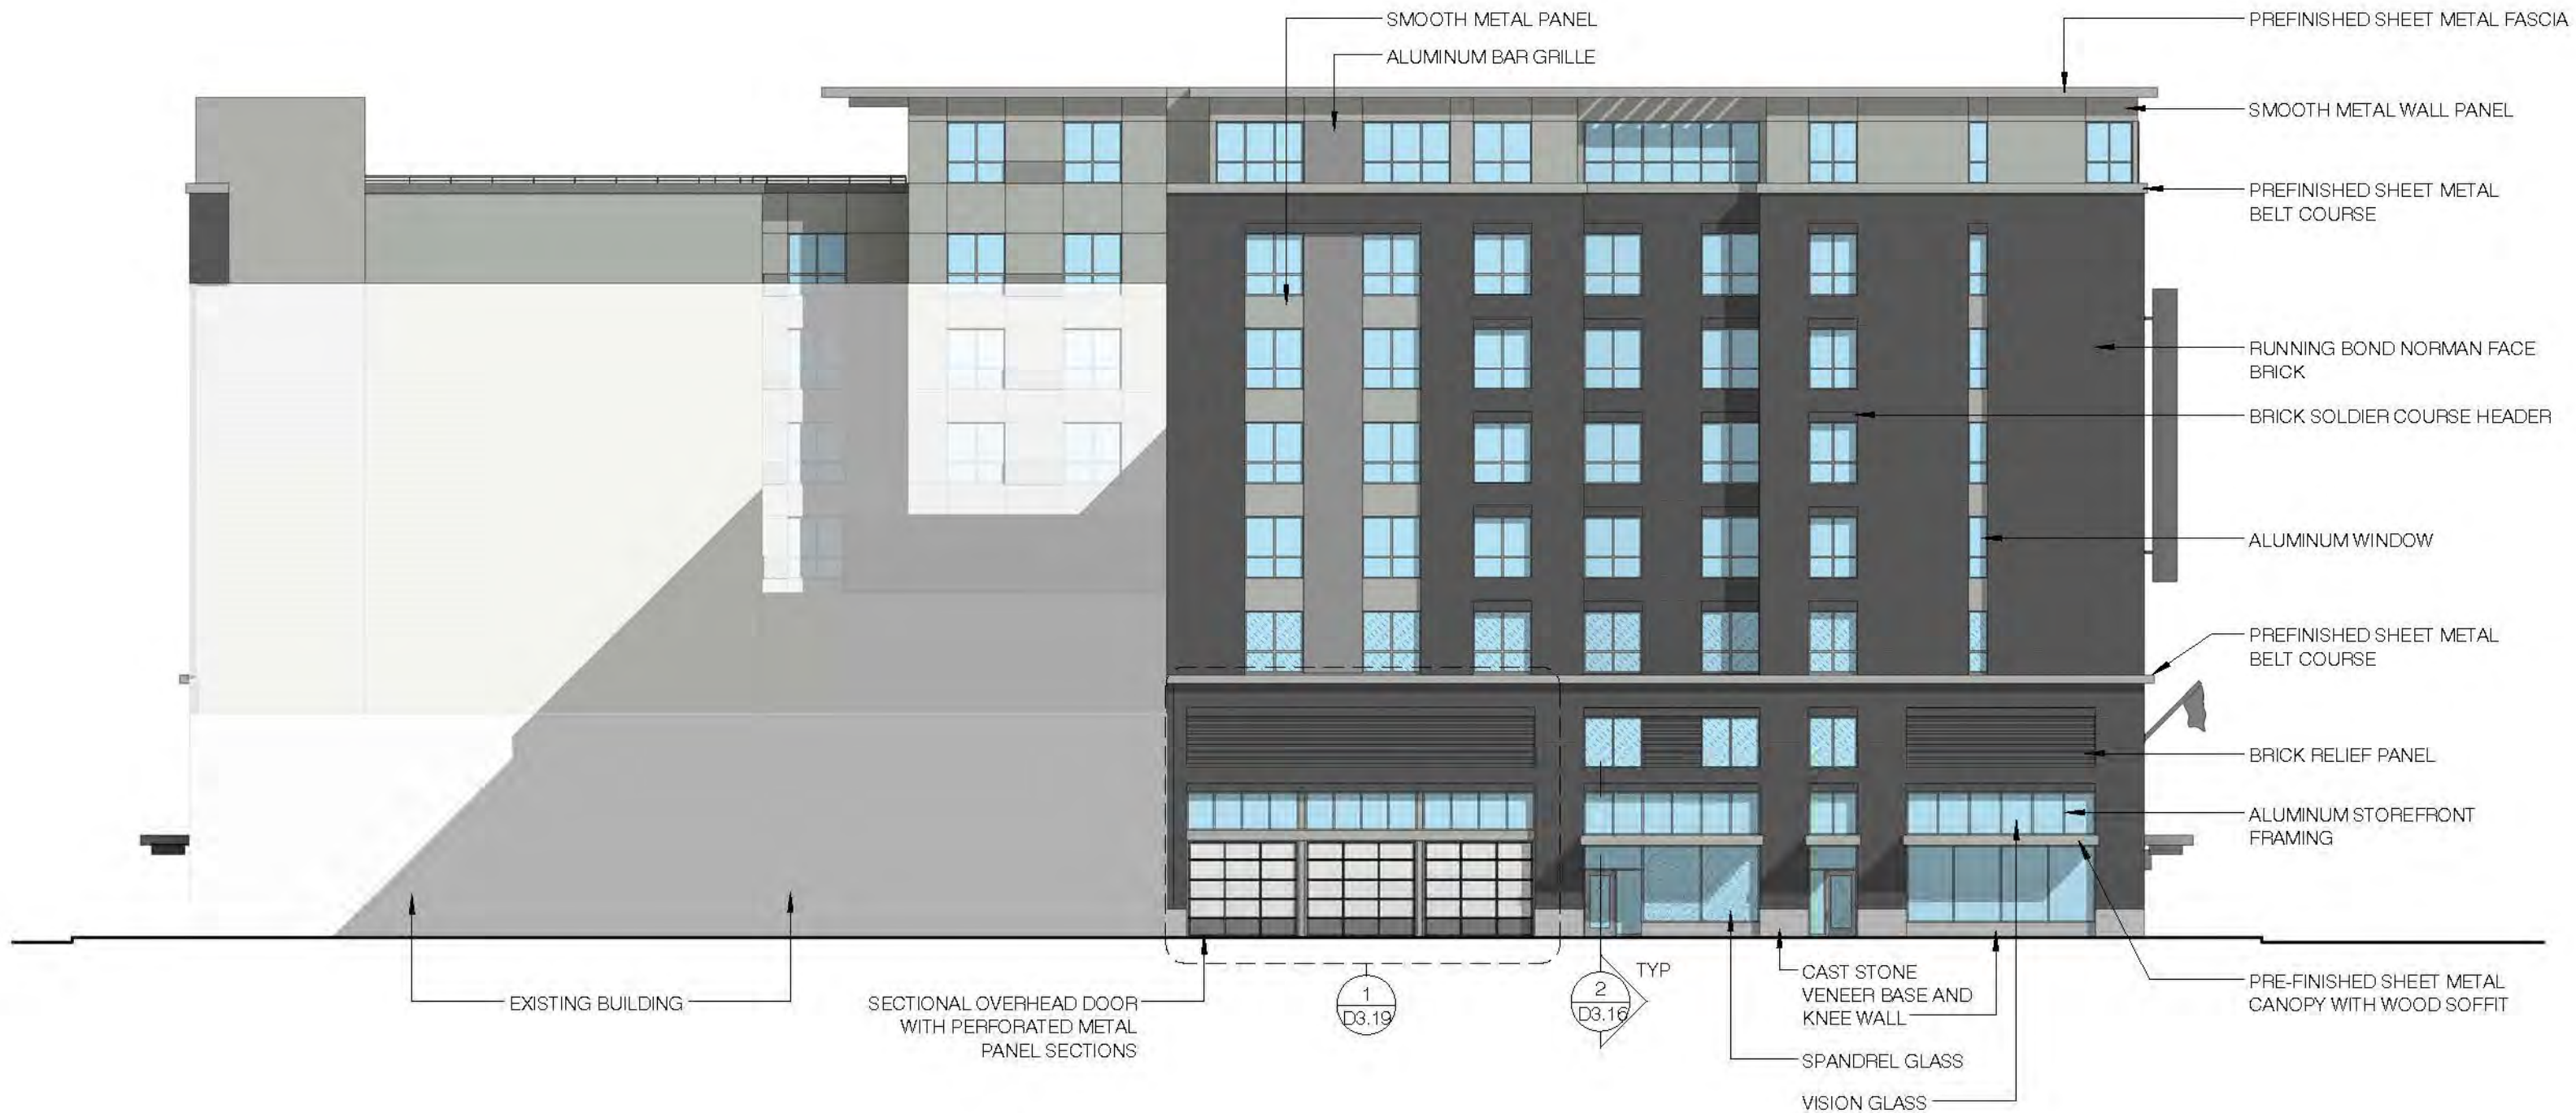 SMOOTH METAL PANEL
ALUMINUM BAR GRILLE
PREFINISHED SHEET METAL FASCIA
SMOOTH METAL WALL PANEL
PREFINISHED SHEET METAL
BELT COURSE
RUNNING BOND NORMAN FACE
BRICK
BRICK SOLDIER COURSE HEADER
ALUMINUM WINDOW
PREFINISHED SHEET METAL
BELT COURSE
BRICK RELIEF PANEL
ALUMINUM STOREFRONT
FRAMING
PRE-FINISHED SHEET METAL
CANOPY WITH WOOD SOFFIT
EXISTING BUILDING
SECTIONAL OVERHEAD DOOR
WITH PERFORATED METAL
PANEL SECTIONS
1
D3.19
2
D3.16
TYP
CAST STONE
VENEER BASE AND
KNEE WALL
SPANDREL GLASS
VISION GLASS